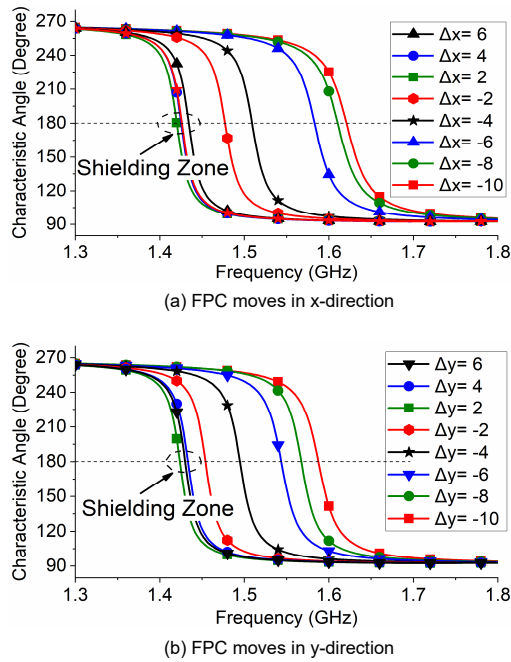 270
240
210
180
150
120
90
Characteristic Angle (Degree)
Shielding Zone
Δx= 6
Δx= 4
Δx= 2
Δx= -2
Δx= -4
Δx= -6
Δx= -8
Δx= -10
1.3 1.4 1.5 1.6 1.7 1.8
Frequency (GHz)
(a) FPC moves in x-direction
270
240
210
180
150
120
90
Characteristic Angle (Degree)
Shielding Zone
Δy= 6
Δy= 4
Δy= 2
Δy= -2
Δy= -4
Δy= -6
Δy= -8
Δy= -10
1.3 1.4 1.5 1.6 1.7 1.8
Frequency (GHz)
(b) FPC moves in y-direction